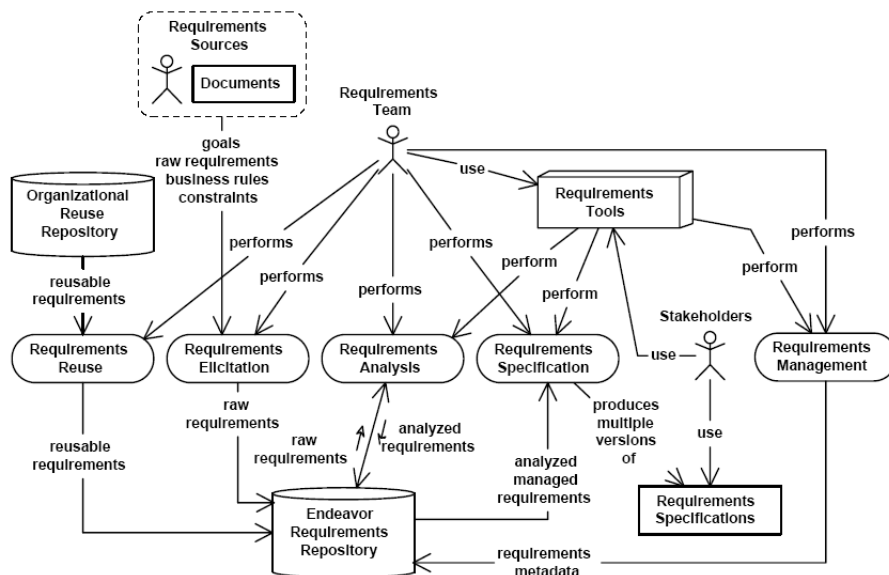 Requirements
Sources
Documents
Requirements
Team
goals
raw requirements
business rules
constraints
use
Organizational
Reuse
Repository
Requirements
Tools
performs
performs
performs
performs
perform
perform
perform
performs
reusable
requirements
Stakeholders
Requirements
Reuse
Requirements
Elicitation
Requirements
Analysis
Requirements
Specification
use
Requirements
Management
raw
requirements
reusable
requirements
raw
requirements
analyzed
requirements
produces
multiple
versions
of
use
analyzed
managed
requirements
Requirements
Specifications
Endeavor
Requirements
Repository
requirements
metadata